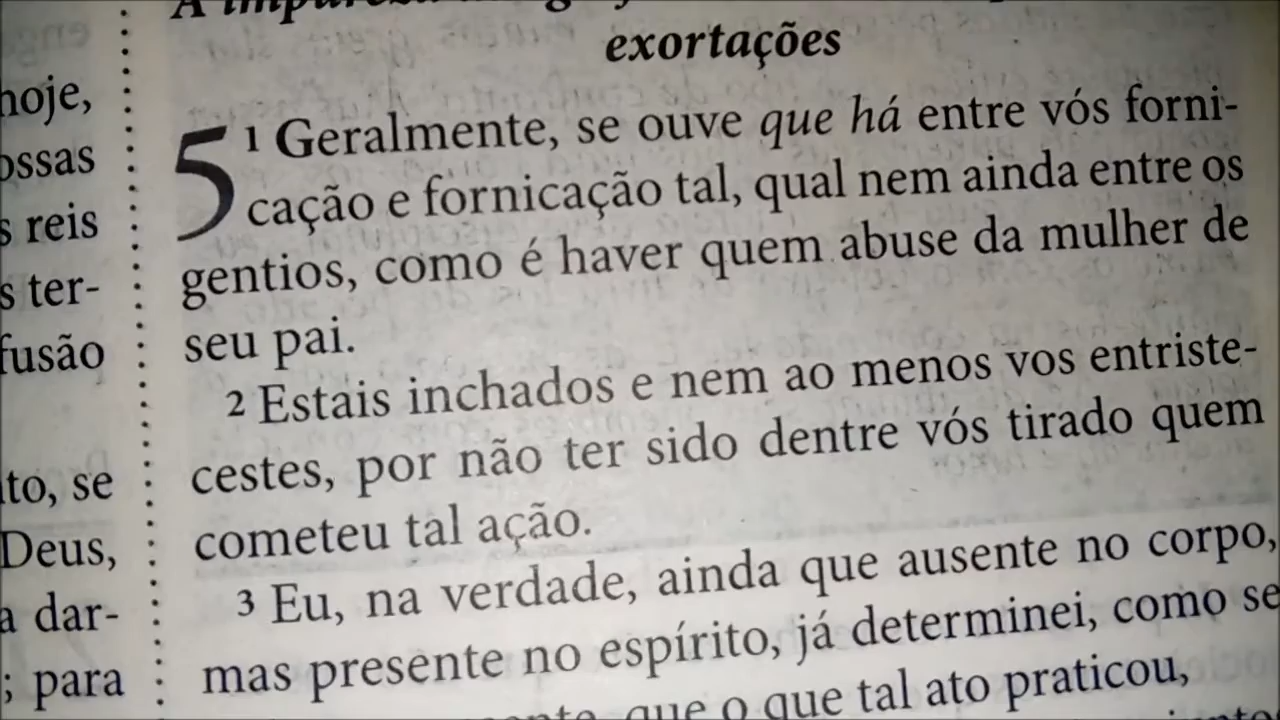 hoje,
reis
ter-
se
Deus,
dar-
; para
A
exortações
5 1 Geralmente, se ouve que há entre vós forni-
cação e fornicação tal, qual nem ainda entre os
gentios, como é haver quem abuse da mulher de
seu pai.
2 Estais inchados e nem ao menos vos entriste-
cestes, por não ter sido dentre vós tirado quem
cometeu tal ação.
3 Eu, na verdade, ainda que ausente no corpo,
mas presente no espírito, já determinei, como se
que o que tal ato praticou,